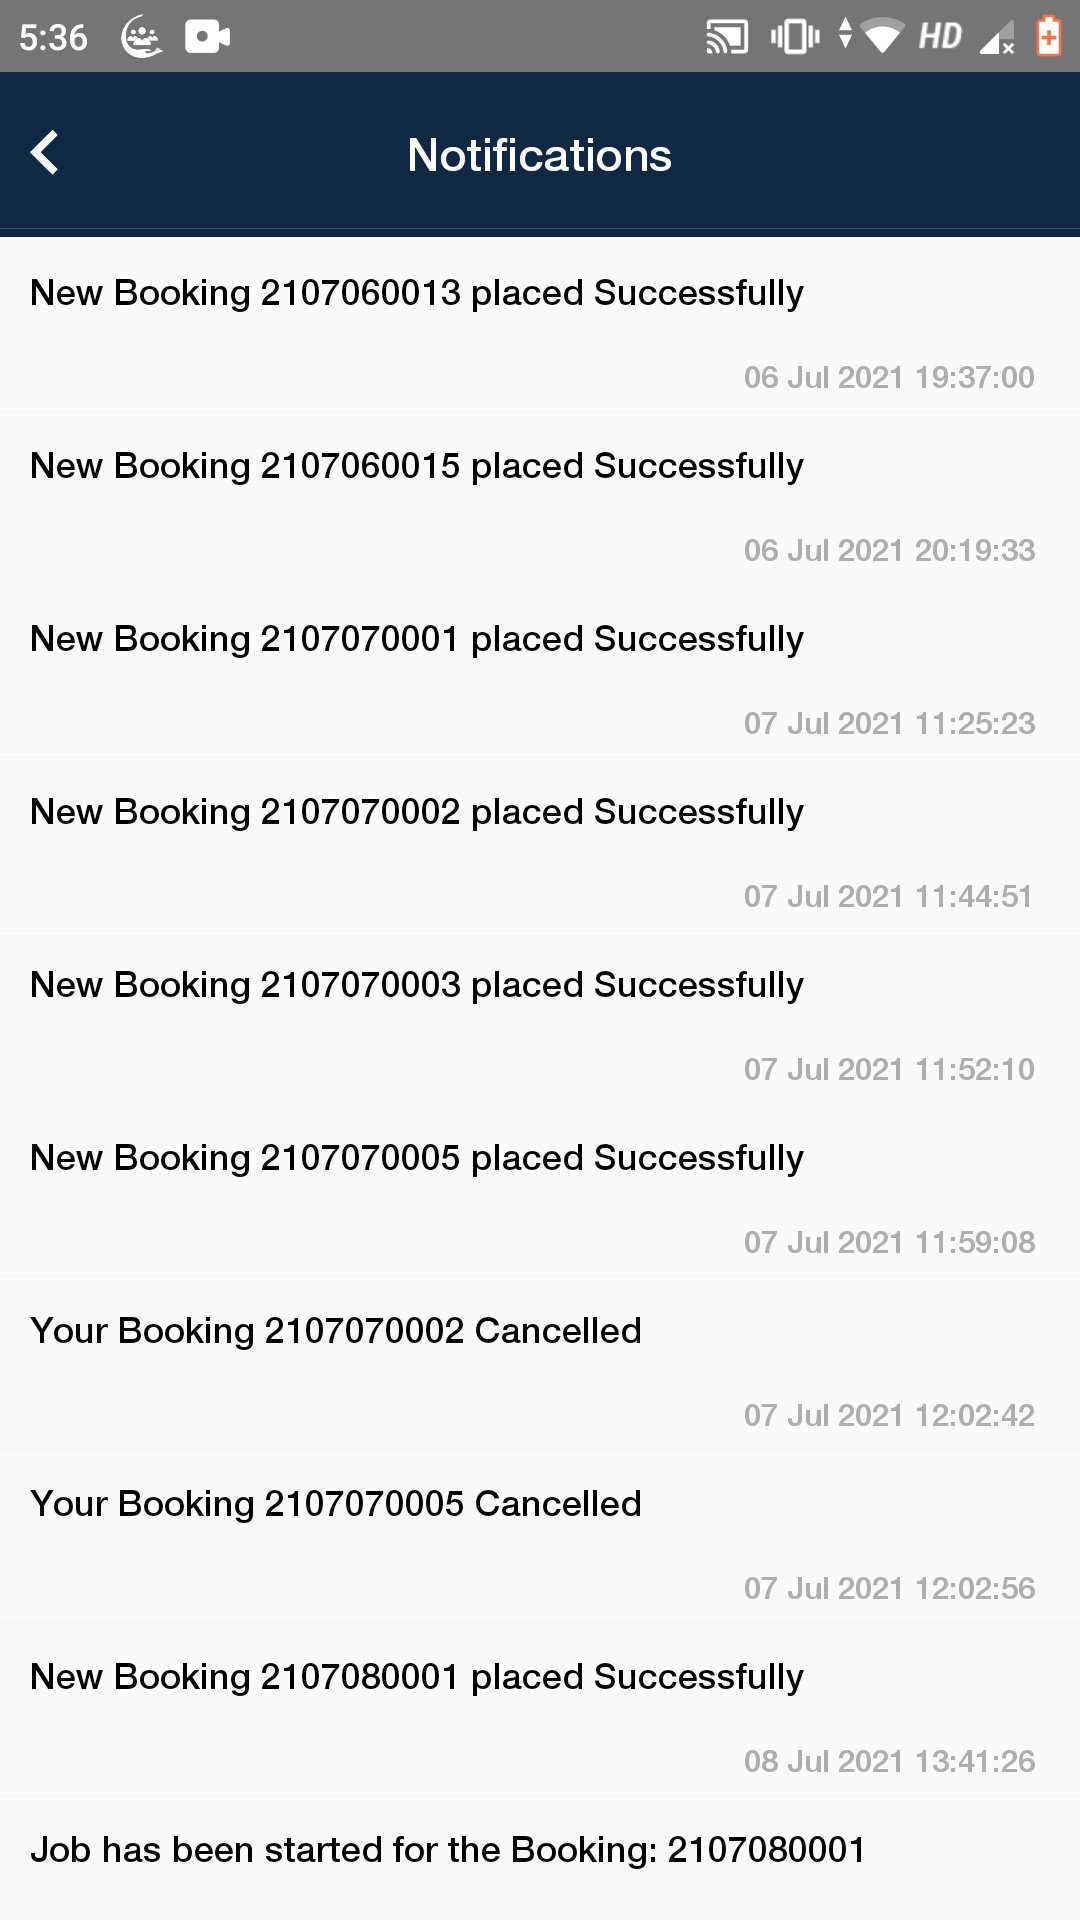 5:36 HD
Notifications
New Booking 2107060013 placed Successfully
06 Jul 2021 19:37:00
New Booking 2107060015 placed Successfully
06 Jul 2021 20:19:33
New Booking 2107070001 placed Successfully
07 Jul 2021 11:25:23
New Booking 2107070002 placed Successfully
07 Jul 2021 11:44:51
New Booking 2107070003 placed Successfully
07 Jul 2021 11:52:10
New Booking 2107070005 placed Successfully
07 Jul 2021 11:59:08
Your Booking 2107070002 Cancelled
07 Jul 2021 12:02:42
Your Booking 2107070005 Cancelled
07 Jul 2021 12:02:56
New Booking 2107080001 placed Successfully
08 Jul 2021 13:41:26
Job has been started for the Booking: 2107080001